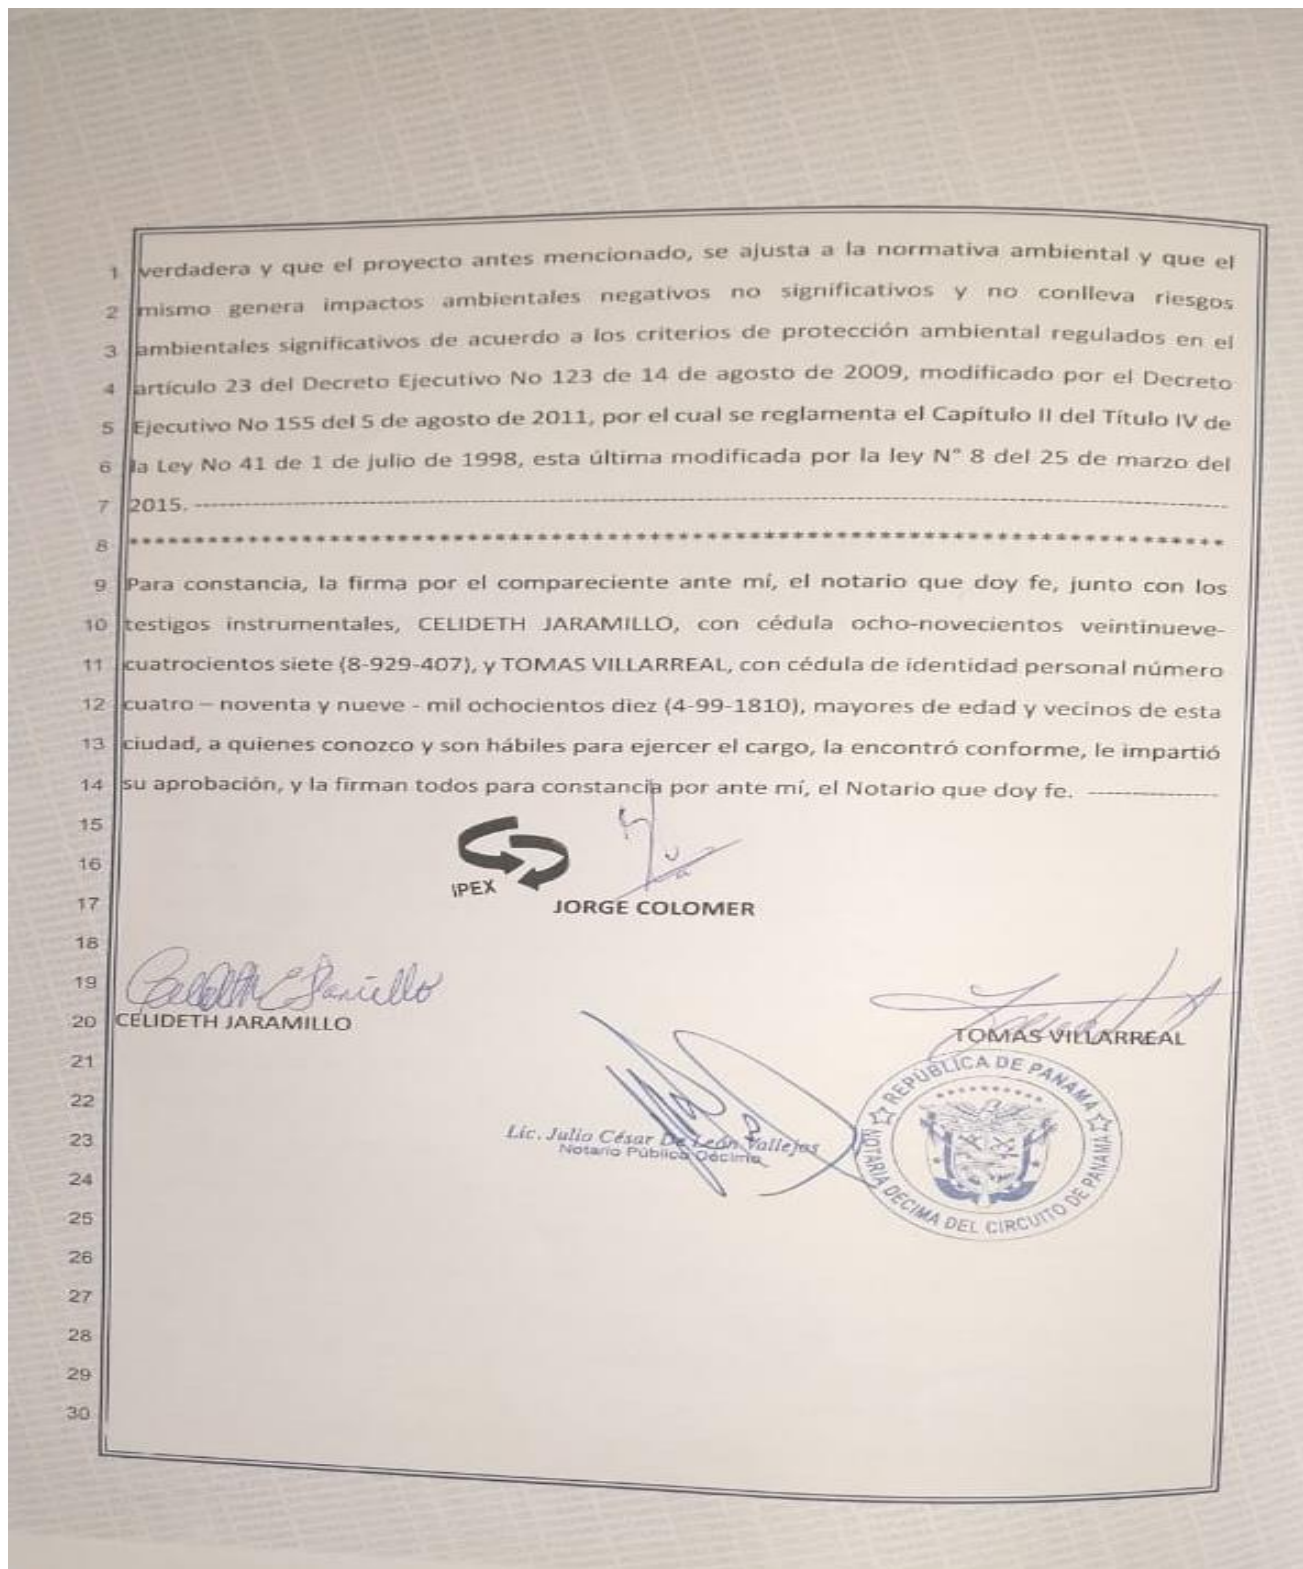 1 verdadera y que el proyecto antes mencionado, se ajusta a la normativa ambiental y que el
2 mismo genera impactos ambientales negativos no significativos y no conlleva riesgos
3 ambientales significativos de acuerdo a los criterios de protección ambiental regulados en el
4 artículo 23 del Decreto Ejecutivo No 123 de 14 de agosto de 2009, modificado por el Decreto
5 Ejecutivo No 155 del 5 de agosto de 2011, por el cual se reglamenta el Capítulo II del Título IV de
6 la Ley No 41 de 1 de julio de 1998, esta última modificada por la ley N° 8 del 25 de marzo del
7 2015. ------------------------------------------------------------
8 ************************************************************
9 Para constancia, la firma por el compareciente ante mí, el notario que doy fe, junto con los
10 testigos instrumentales, CELIDETH JARAMILLO, con cédula ocho-novecientos veintinueve-
11 cuatrocientos siete (8-929-407), y TOMAS VILLARREAL, con cédula de identidad personal número
12 cuatro – noventa y nueve - mil ochocientos diez (4-99-1810), mayores de edad y vecinos de esta
13 ciudad, a quienes conozco y son hábiles para ejercer el cargo, la encontró conforme, le impartió
14 su aprobación, y la firman todos para constancia por ante mí, el Notario que doy fe. ---------------
15
16
IPEX
17 JORGE COLOMER
18
19
20 CELIDETH JARAMILLO TOMAS VILLARREAL
21
22
REPÚBLICA DE PANAMÁ
NOTARIA DECIMA DEL CIRCUITO DE PANAMÁ
23 Lic. Julio César De León Vallejos
Notario Público Décimo
24
25
26
27
28
29
30